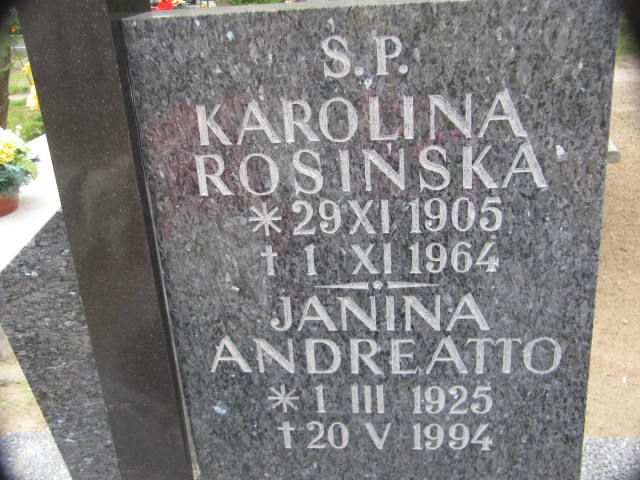 Ś.P.
KAROLINA
ROSIŃSKA
* 29 XI 1905
† 1 XI 1964
JANINA
ANDREATTO
* 1 III 1925
† 20 V 1994